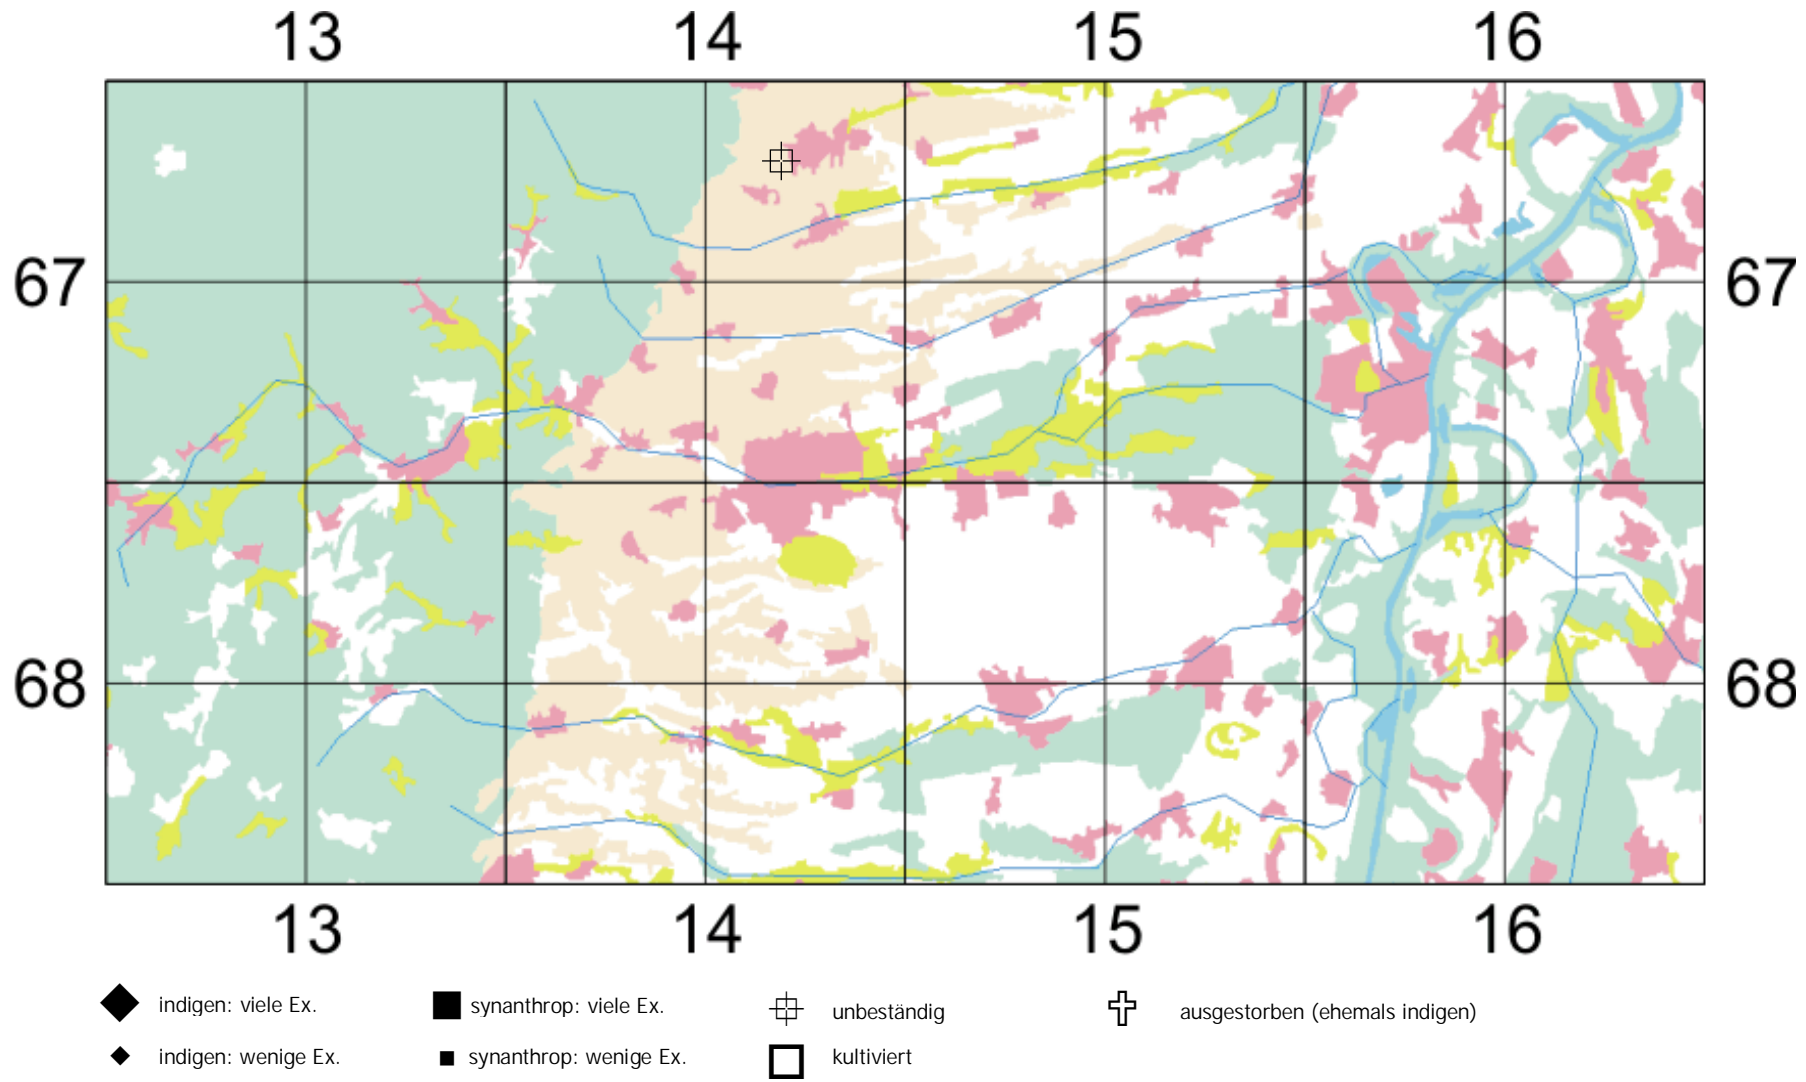 13 14 15 16
67 67
68 68
13 14 15 16
indigen: viele Ex. synanthrop: viele Ex. unbeständig ausgestorben (ehemals indigen)
indigen: wenige Ex. synanthrop: wenige Ex. kultiviert